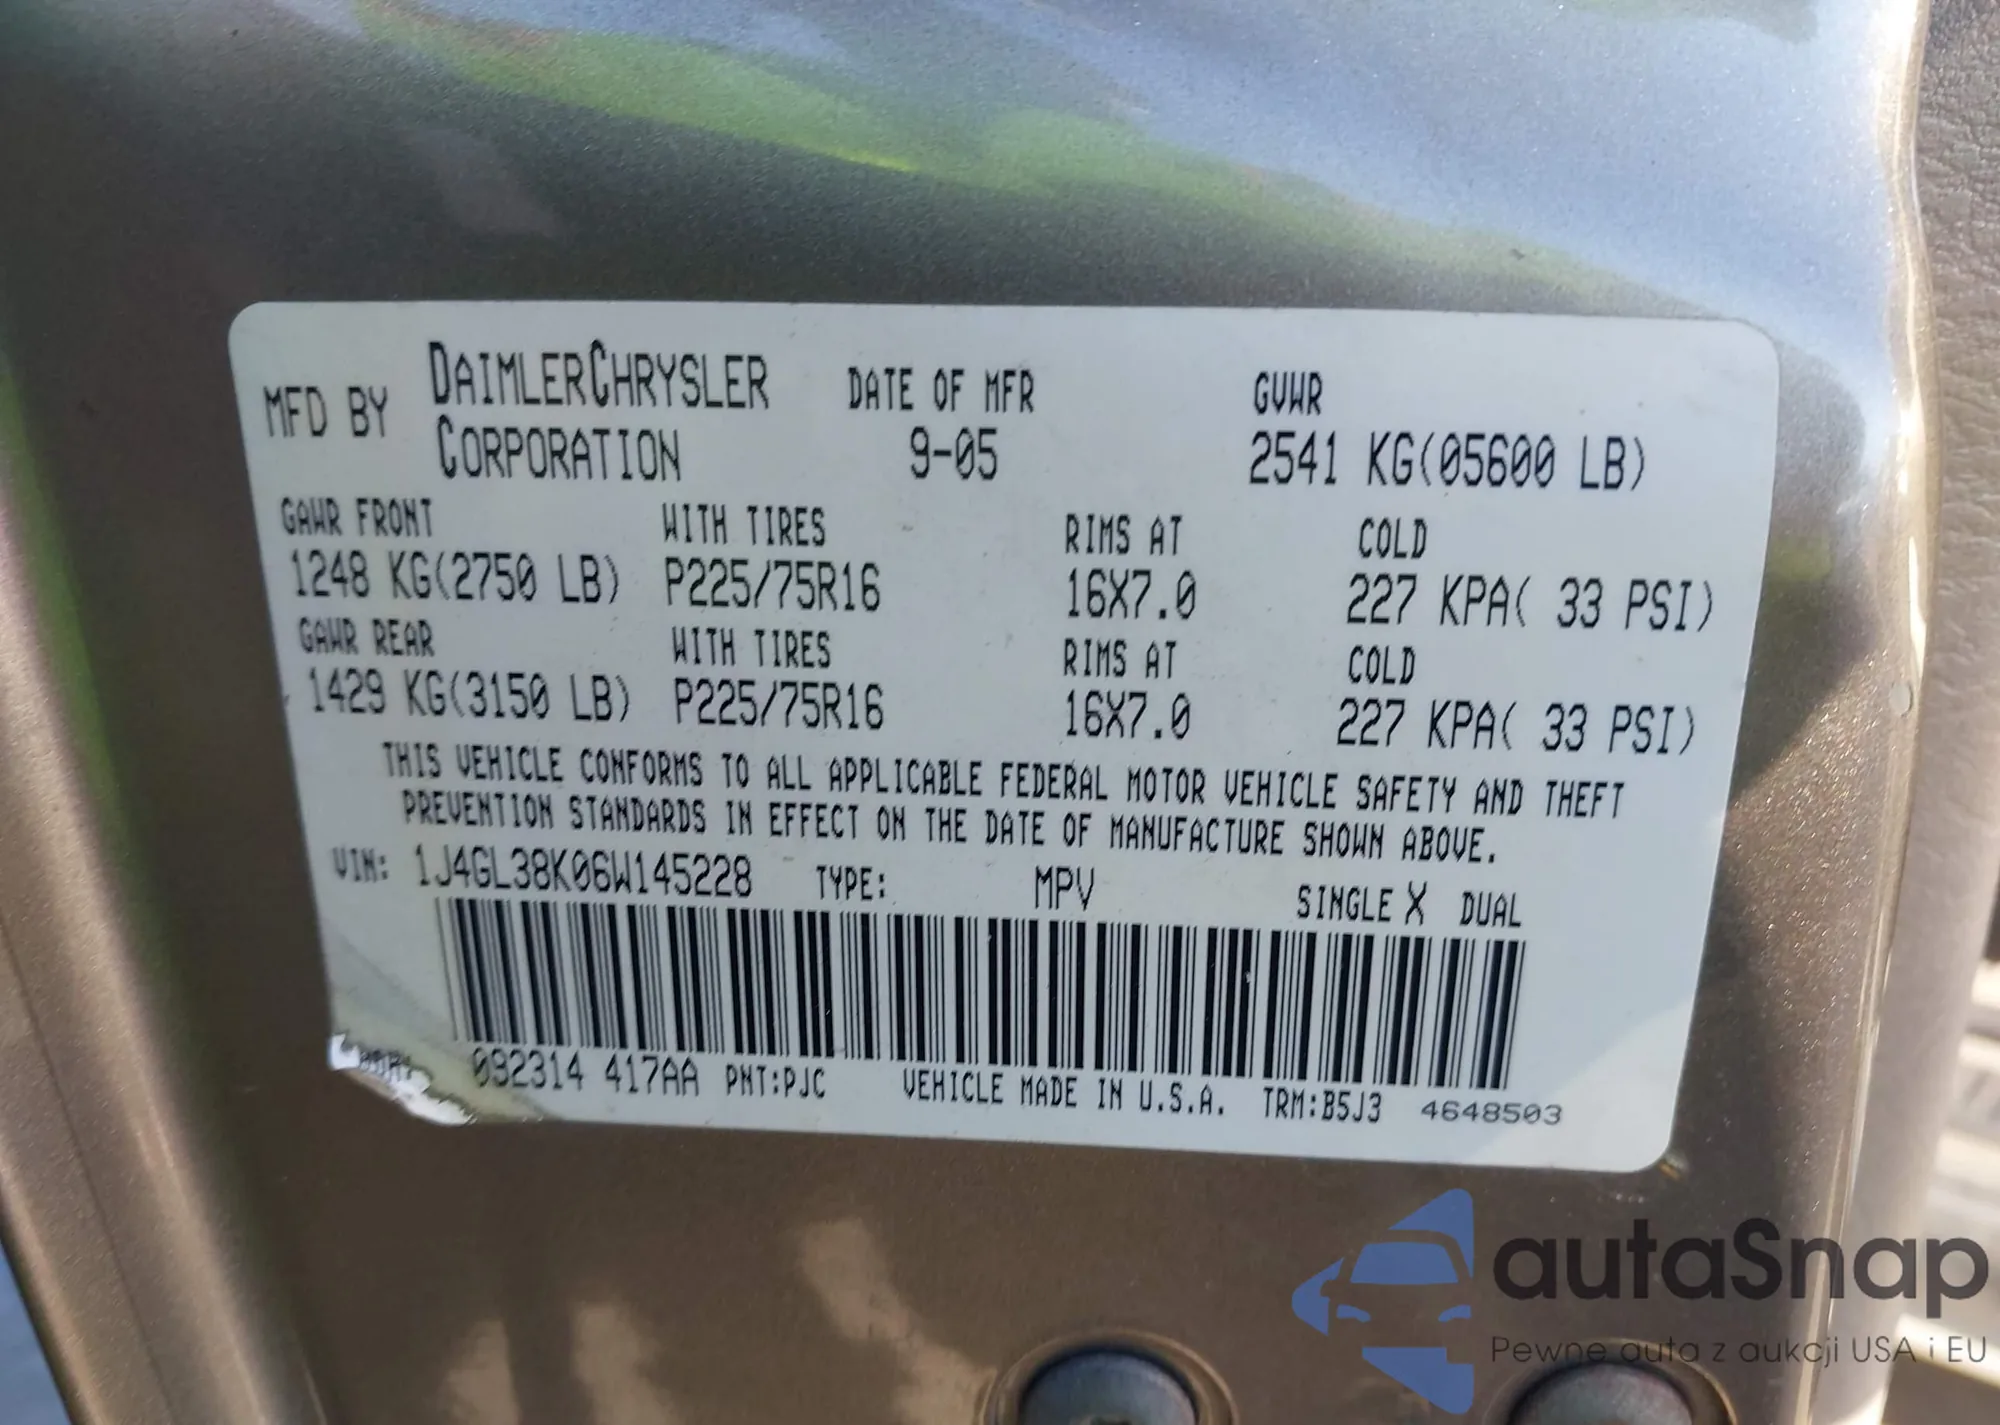 MFD BY DAIMLERCHRYSLER CORPORATION DATE OF MFR 9-05 GVWR 2541 KG(05600 LB)
GAWR FRONT WITH TIRES RIMS AT COLD
1248 KG(2750 LB) P225/75R16 16X7.0 227 KPA( 33 PSI)
GAWR REAR WITH TIRES RIMS AT COLD
1429 KG(3150 LB) P225/75R16 16X7.0 227 KPA( 33 PSI)
THIS VEHICLE CONFORMS TO ALL APPLICABLE FEDERAL MOTOR VEHICLE SAFETY AND THEFT
PREVENTION STANDARDS IN EFFECT ON THE DATE OF MANUFACTURE SHOWN ABOVE.
VIN: 1J4GL38K06W145228 TYPE: MPV SINGLE X DUAL
092314 417AA PNT:PJC VEHICLE MADE IN U.S.A. TRM:B5J3 4648503
autaSnap
Pewne auta z aukcji USA i EU